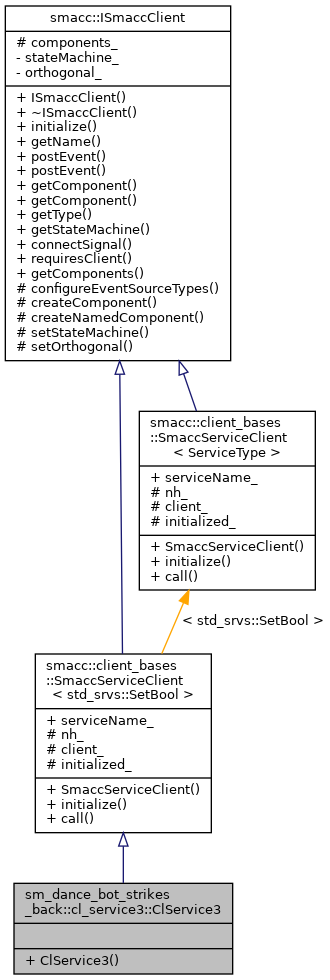 smacc::ISmaccClient
# components_
- stateMachine_
- orthogonal_
+ ISmaccClient()
+ ~ISmaccClient()
+ initialize()
+ getName()
+ postEvent()
+ postEvent()
+ getComponent()
+ getComponent()
+ getType()
+ getStateMachine()
+ connectSignal()
+ requiresClient()
+ getComponents()
# configureEventSourceTypes()
# createComponent()
# createNamedComponent()
# setStateMachine()
# setOrthogonal()
smacc::client_bases
::SmaccServiceClient
< ServiceType >
+ serviceName_
# nh_
# client_
# initialized_
+ SmaccServiceClient()
+ initialize()
+ call()
< std_srvs::SetBool >
smacc::client_bases
::SmaccServiceClient
< std_srvs::SetBool >
+ serviceName_
# nh_
# client_
# initialized_
+ SmaccServiceClient()
+ initialize()
+ call()
sm_dance_bot_strikes
_back::cl_service3::ClService3
+ ClService3()